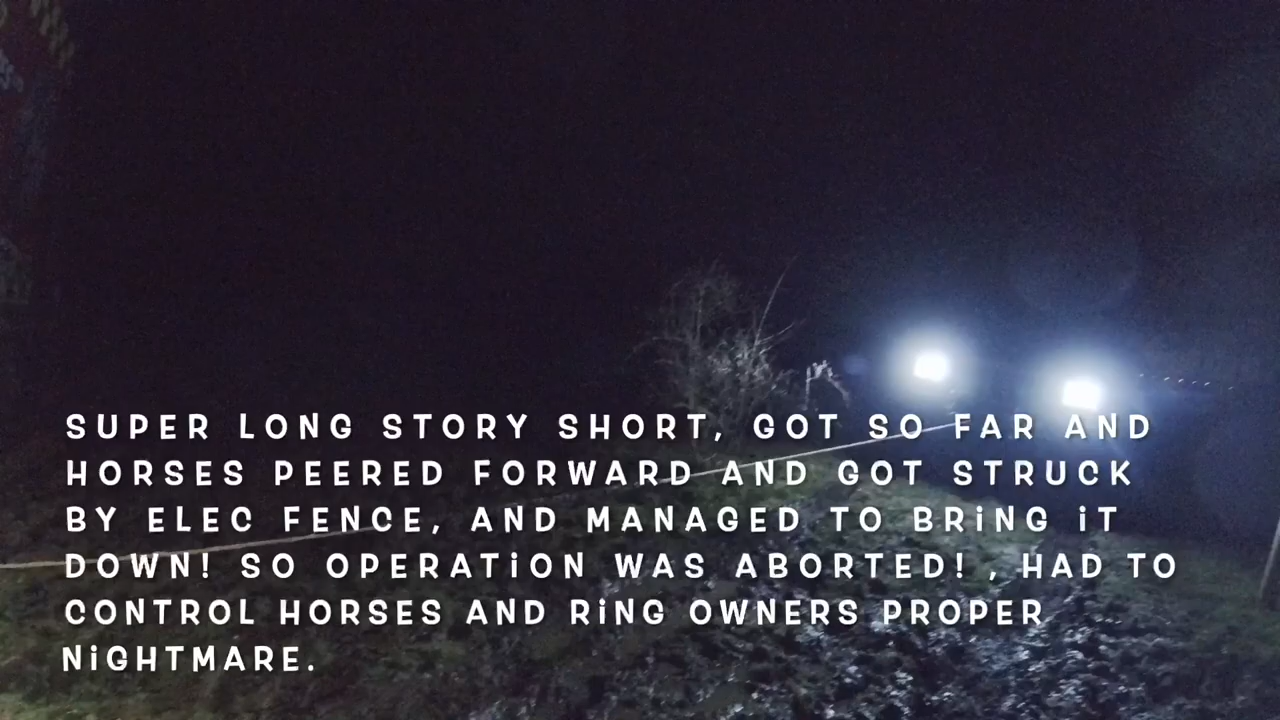 SUPER LONG STORY SHORT, GOT SO FAR AND
HORSES PEERED FORWARD AND GOT STRUCK
BY ELEC FENCE, AND MANAGED TO BRiNG iT
DOWN! SO OPERATiON WAS ABORTED! , HAD TO
CONTROL HORSES AND RiNG OWNERS PROPER
NiGHTMARE.